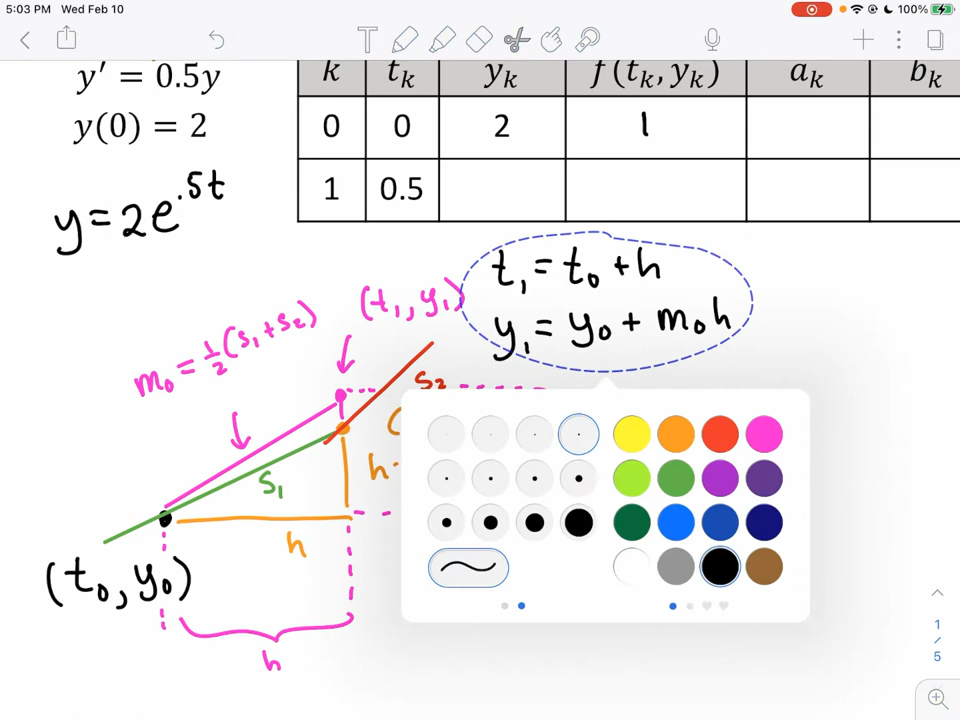 5:03 PM Wed Feb 10
100%
T
y′ = 0.5y
y(0) = 2
y = 2e^.5t
k t_k y_k f(t_k, y_k) a_k b_k
0 0 2 1
1 0.5
t₁ = t₀ + h
y₁ = y₀ + m₀h
m₀ = ½(s₁ + s₂)
(t₁, y₁)
s₂
s₁
h
h
(t₀, y₀)
h
1
/
5